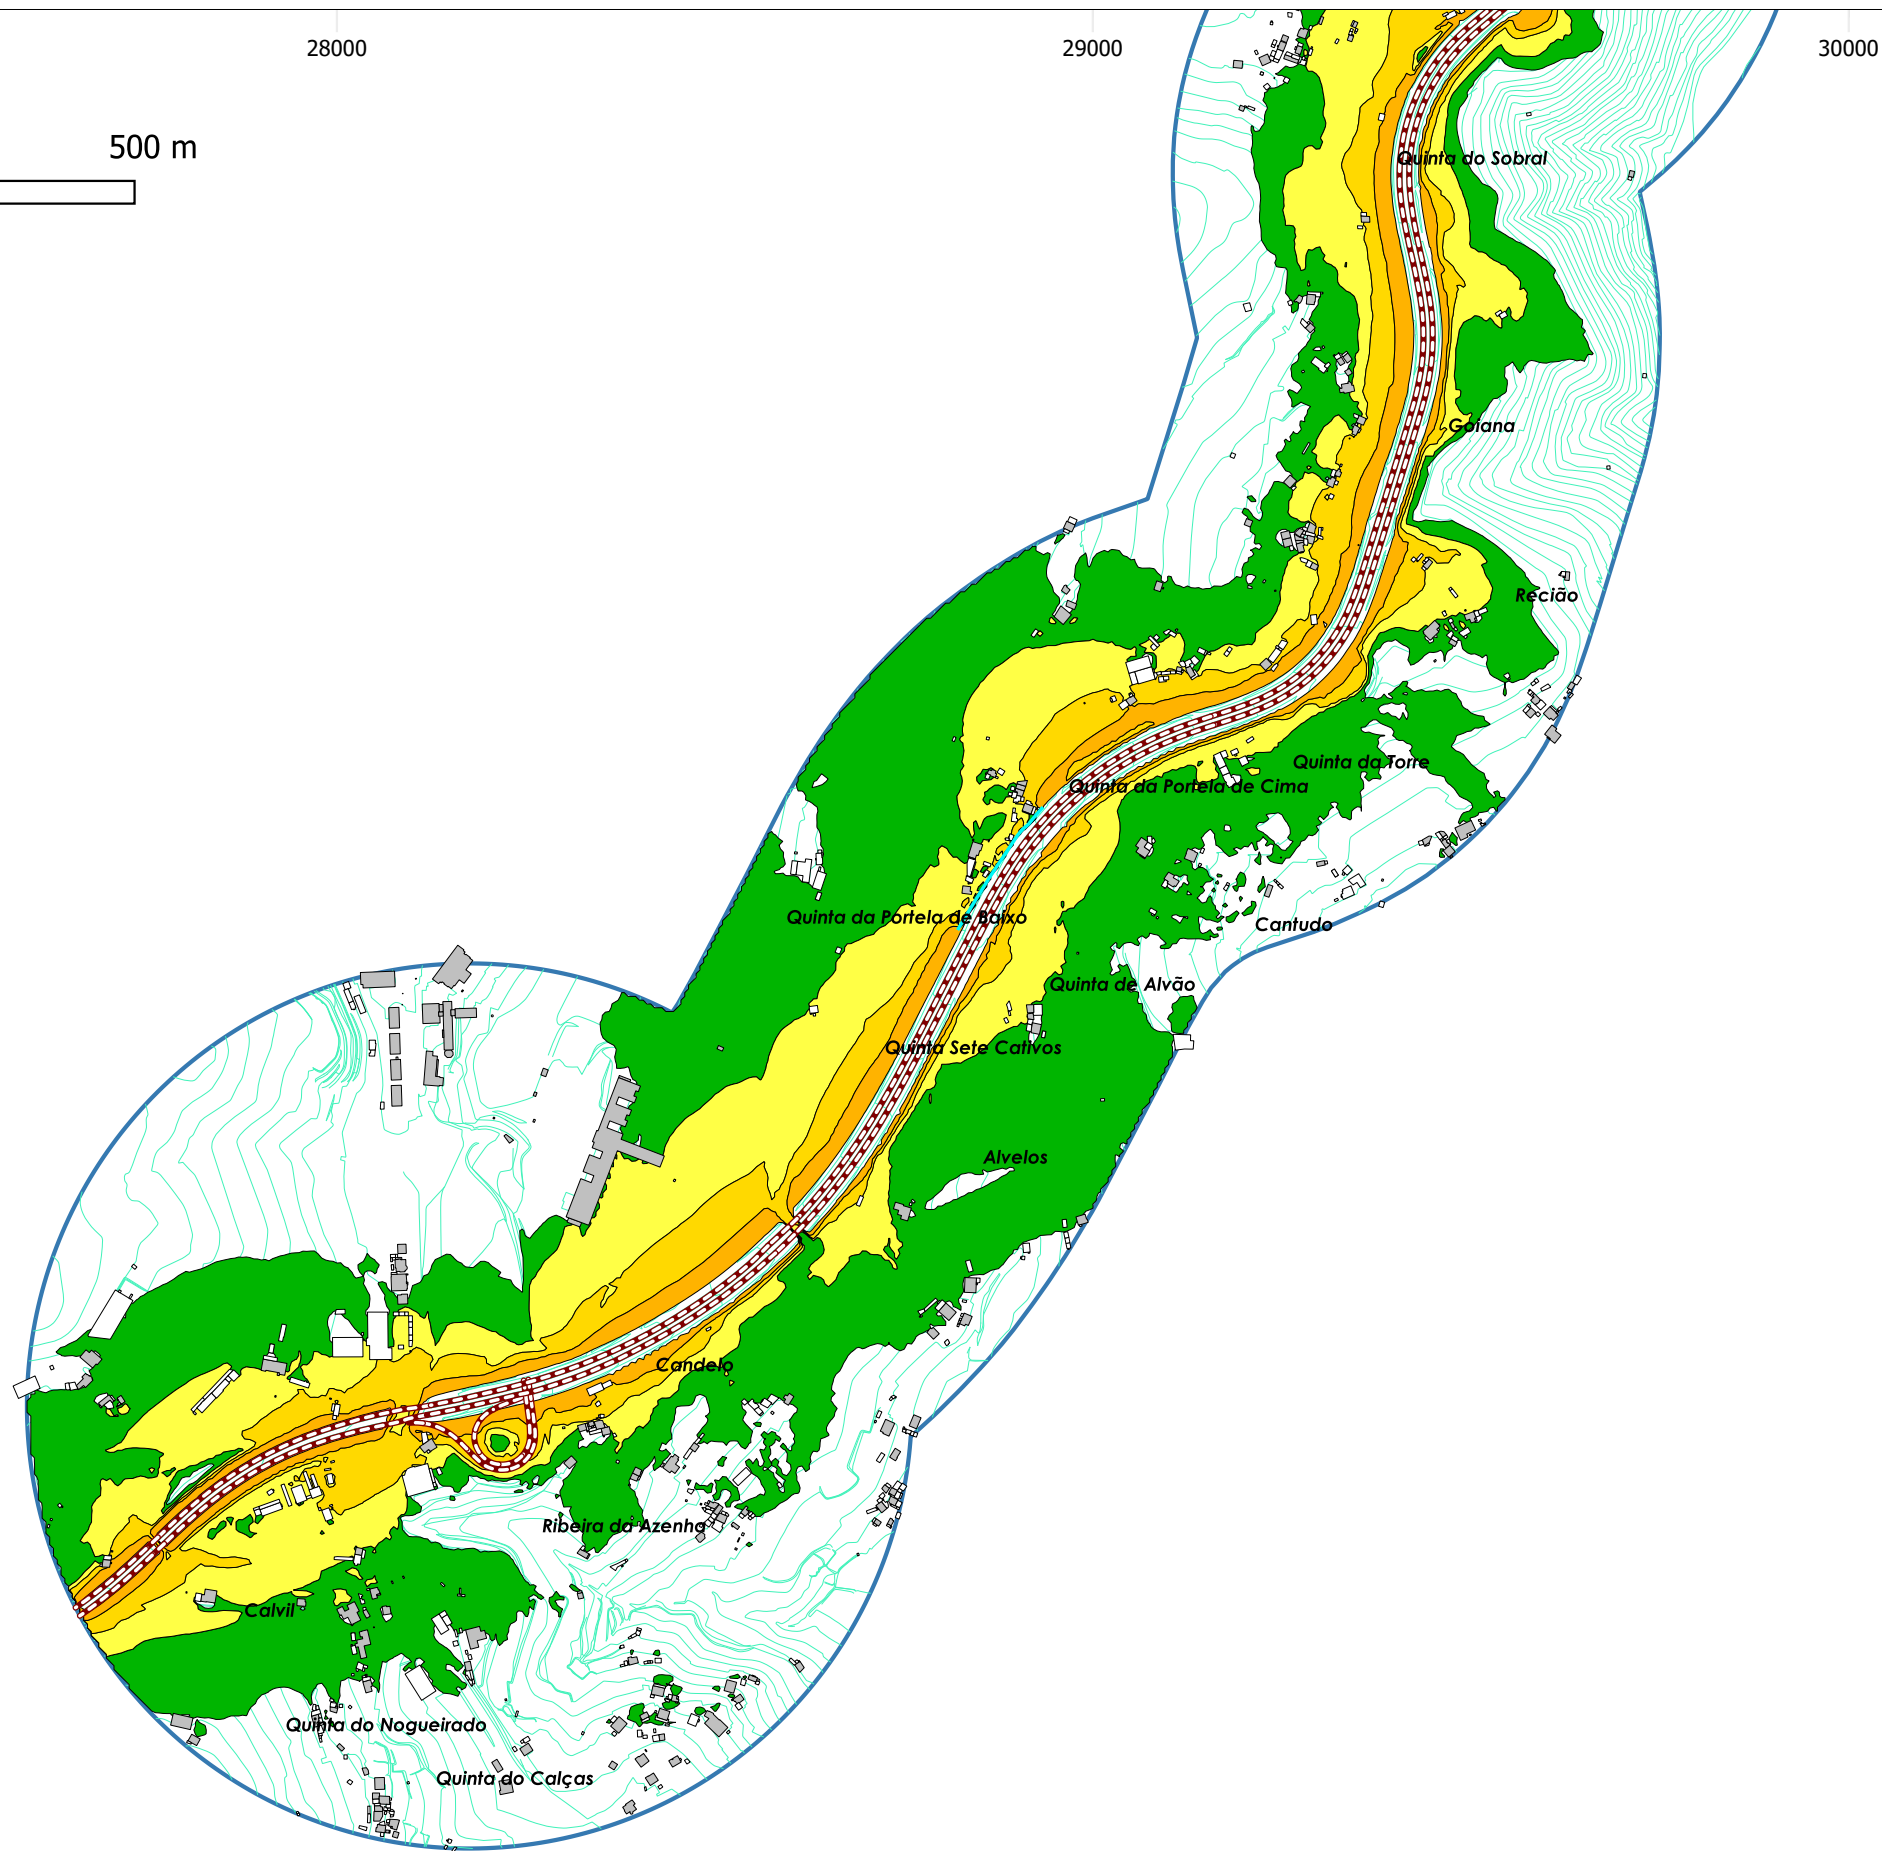 28000
29000
30000
500 m
Quinta do Sobral
Goiana
Recião
Quinta da Torre
Quinta da Portela de Cima
Quinta da Portela de Baixo
Cantudo
Quinta de Alvão
Quinta Sete Cativos
Alvelos
Candelo
Ribeira da Azenha
Calvil
Quinta do Nogueirado
Quinta do Calças